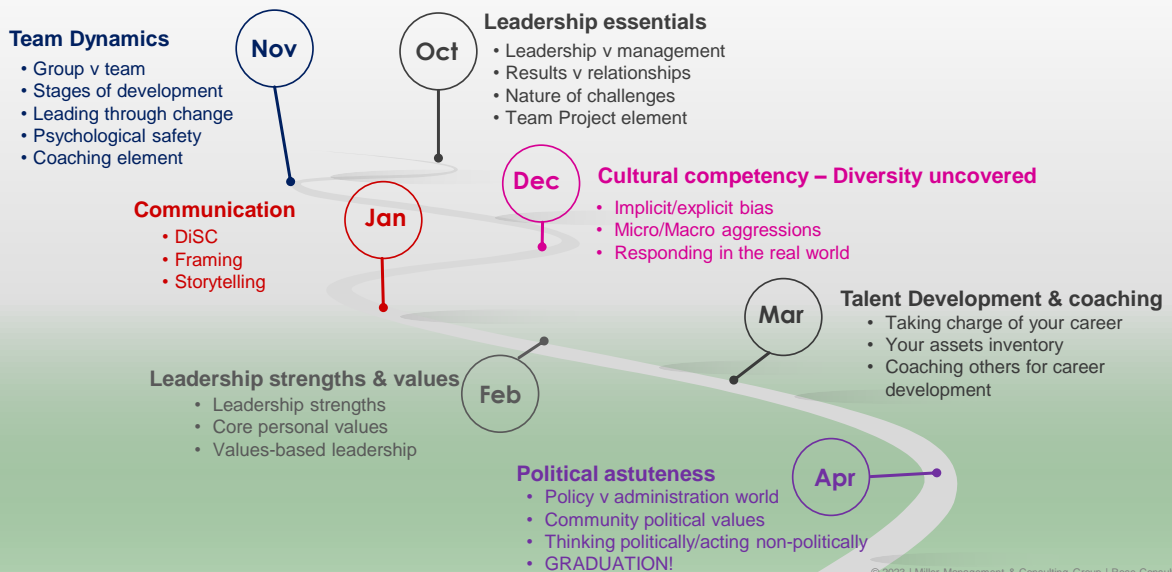 Oct
Leadership essentials
• Leadership v management
• Results v relationships
• Nature of challenges
• Team Project element
Nov
Team Dynamics
• Group v team
• Stages of development
• Leading through change
• Psychological safety
• Coaching element
Dec
Cultural competency – Diversity uncovered
• Implicit/explicit bias
• Micro/Macro aggressions
• Responding in the real world
Jan
Communication
• DiSC
• Framing
• Storytelling
Feb
Leadership strengths & values
• Leadership strengths
• Core personal values
• Values-based leadership
Mar
Talent Development & coaching
• Taking charge of your career
• Your assets inventory
• Coaching others for career
development
Apr
Political astuteness
• Policy v administration world
• Community political values
• Thinking politically/acting non-politically
• GRADUATION!